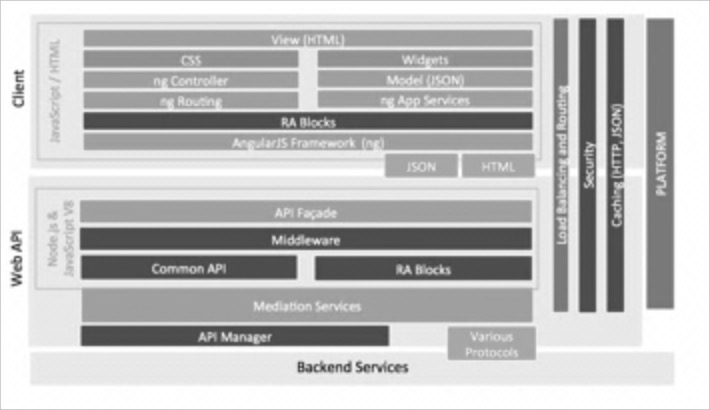 Client
JavaScript / HTML
View (HTML)
CSS
Widgets
ng Controller
Model (JSON)
ng Routing
ng App Services
RA Blocks
AngularJS Framework (ng)
JSON
HTML
Web API
Node.js &
JavaScript V8
API Façade
Middleware
Common API
RA Blocks
Mediation Services
API Manager
Various
Protocols
Backend Services
Load Balancing and Routing
Security
Caching (HTTP, JSON)
PLATFORM